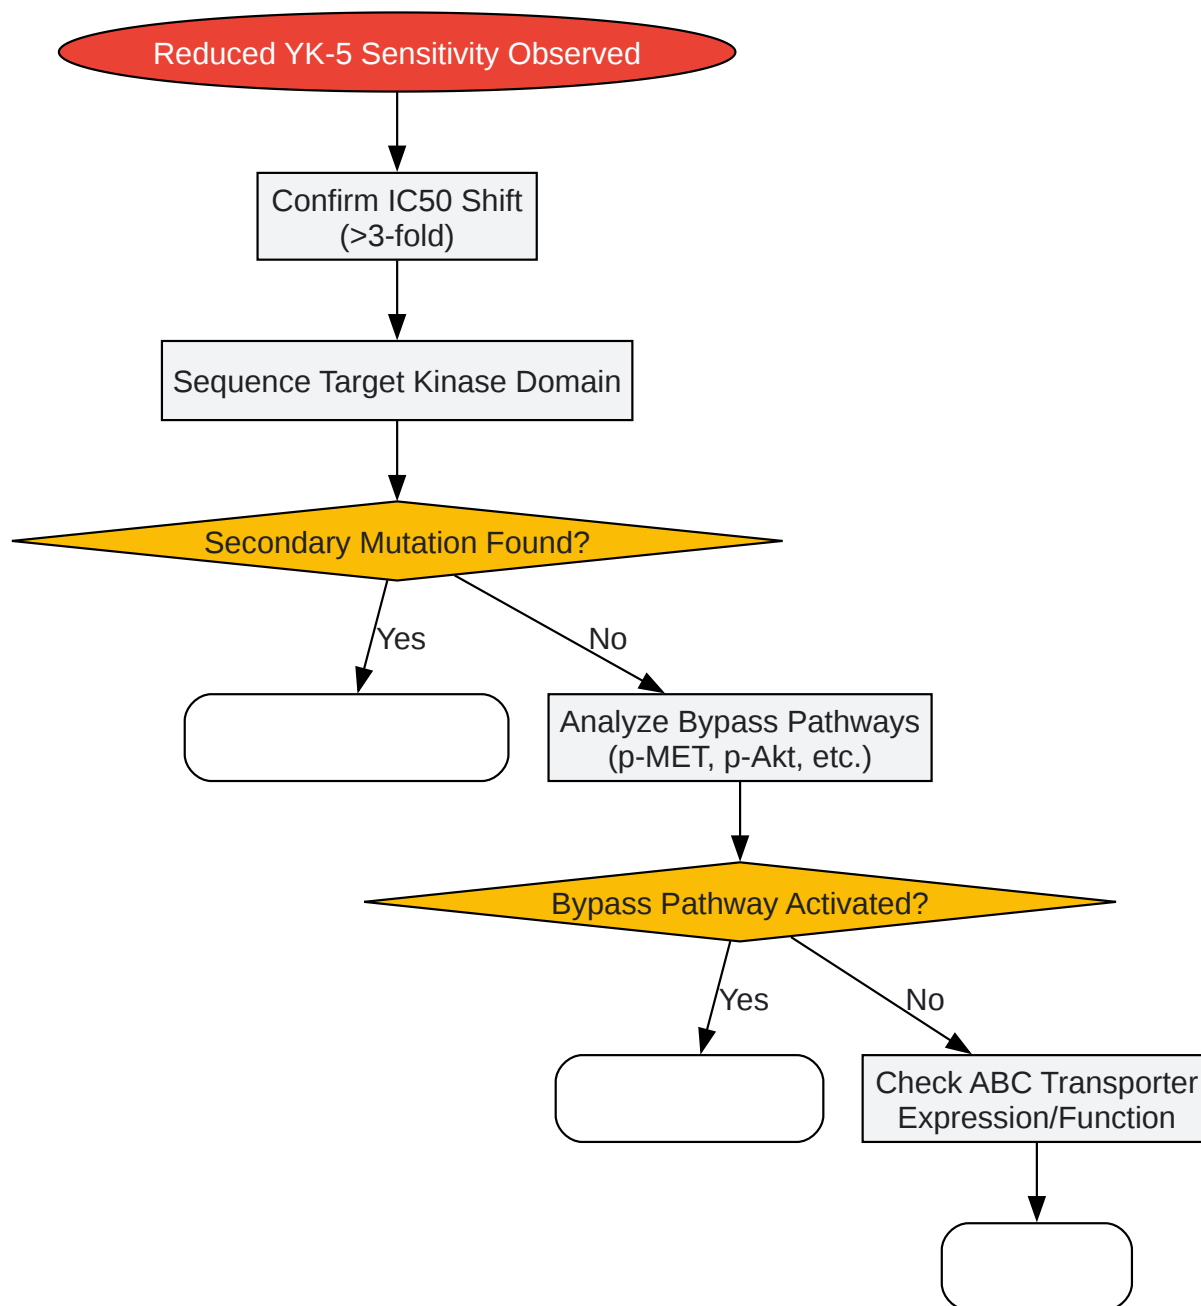 Reduced YK-5 Sensitivity Observed
Confirm IC50 Shift
(>3-fold)
Sequence Target Kinase Domain
Secondary Mutation Found?
Yes
No
Analyze Bypass Pathways
(p-MET, p-Akt, etc.)
Bypass Pathway Activated?
Yes
No
Check ABC Transporter
Expression/Function